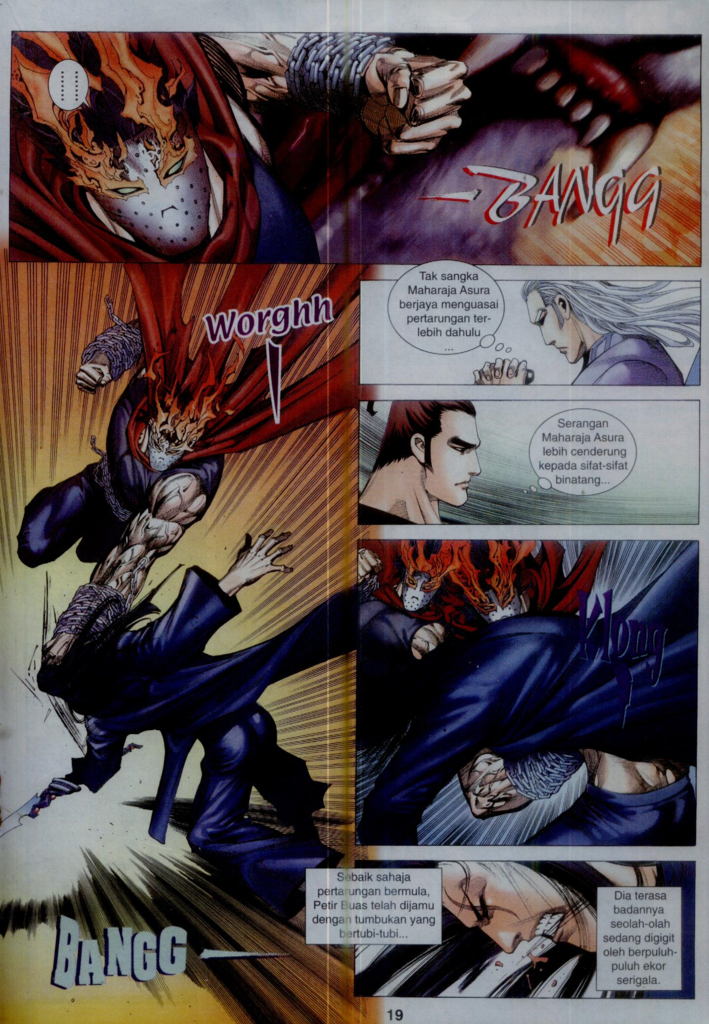 BANGG
Worghh
Tak sangka
Maharaja Asura
berjaya menguasai
pertarungan ter-
lebih dahulu
...
Serangan
Maharaja Asura
lebih cenderung
kepada sifat-sifat
binatang...
Klong
BANGG
Sebaik sahaja
pertarungan bermula,
Petir Buas telah dijamu
dengan tumbukan yang
bertubi-tubi...
Dia terasa
badannya
seolah-olah
sedang digigit
oleh berpuluh-
puluh ekor
serigala.
19